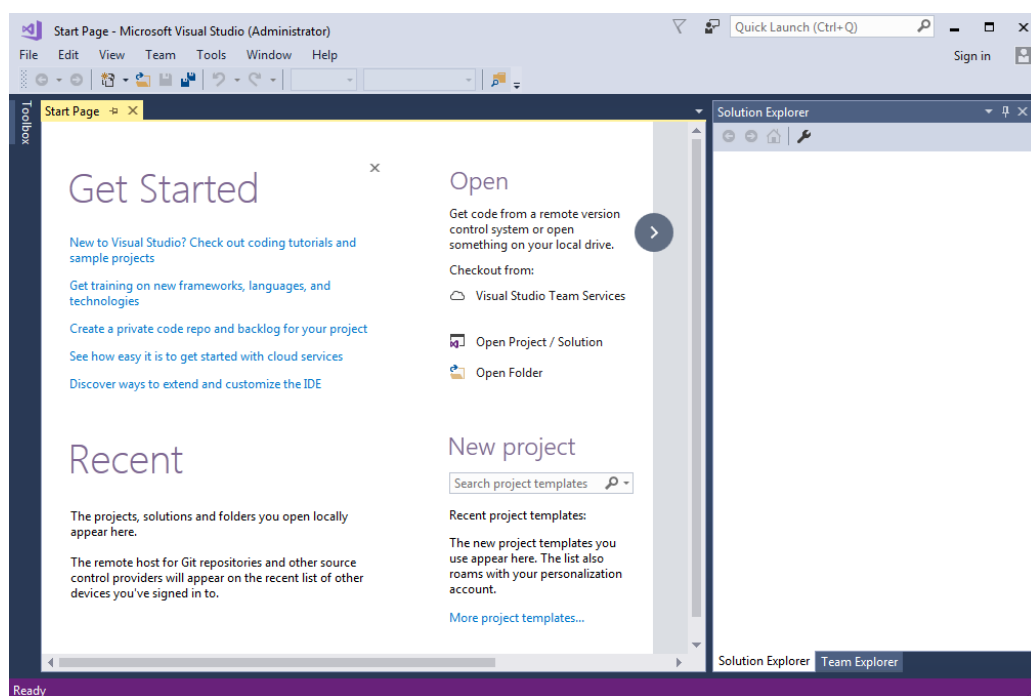 Start Page - Microsoft Visual Studio (Administrator)
Quick Launch (Ctrl+Q)
File Edit View Team Tools Window Help
Sign in
Toolbox
Start Page
Solution Explorer
Get Started
New to Visual Studio? Check out coding tutorials and
sample projects
Get training on new frameworks, languages, and
technologies
Create a private code repo and backlog for your project
See how easy it is to get started with cloud services
Discover ways to extend and customize the IDE
Open
Get code from a remote version
control system or open
something on your local drive.
Checkout from:
Visual Studio Team Services
Open Project / Solution
Open Folder
Recent
The projects, solutions and folders you open locally
appear here.
The remote host for Git repositories and other source
control providers will appear on the recent list of other
devices you've signed in to.
New project
Search project templates
Recent project templates:
The new project templates you
use appear here. The list also
roams with your personalization
account.
More project templates...
Solution Explorer Team Explorer
Ready